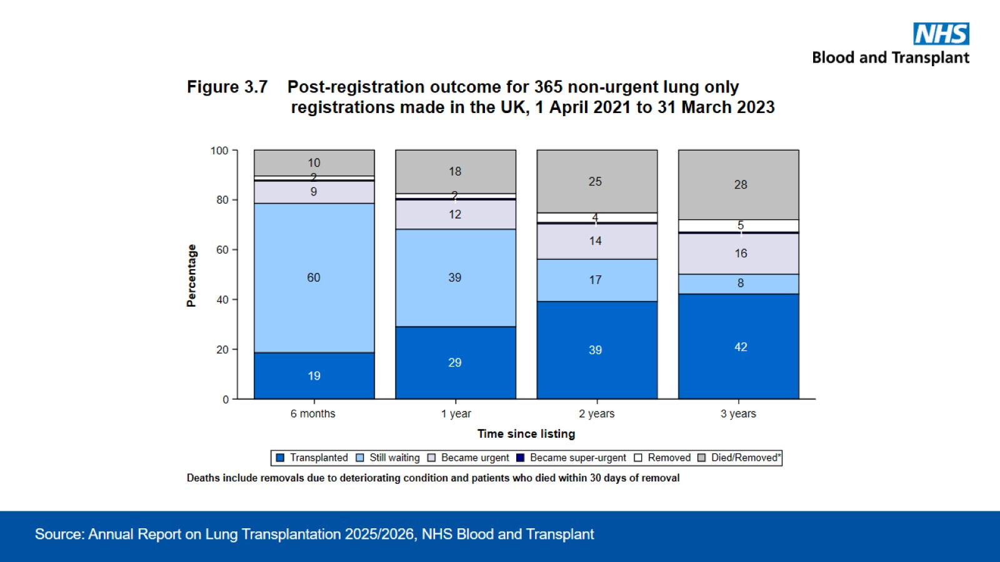 NHS
Blood and Transplant
Figure 3.7 Post-registration outcome for 365 non-urgent lung only
registrations made in the UK, 1 April 2021 to 31 March 2023
Percentage
100
80
60
40
20
0
10
2
9
60
19
18
2
12
39
29
25
4
14
17
39
28
5
16
8
42
6 months
1 year
2 years
3 years
Time since listing
Transplanted Still waiting Became urgent Became super-urgent Removed Died/Removed*
Deaths include removals due to deteriorating condition and patients who died within 30 days of removal
Source: Annual Report on Lung Transplantation 2025/2026, NHS Blood and Transplant